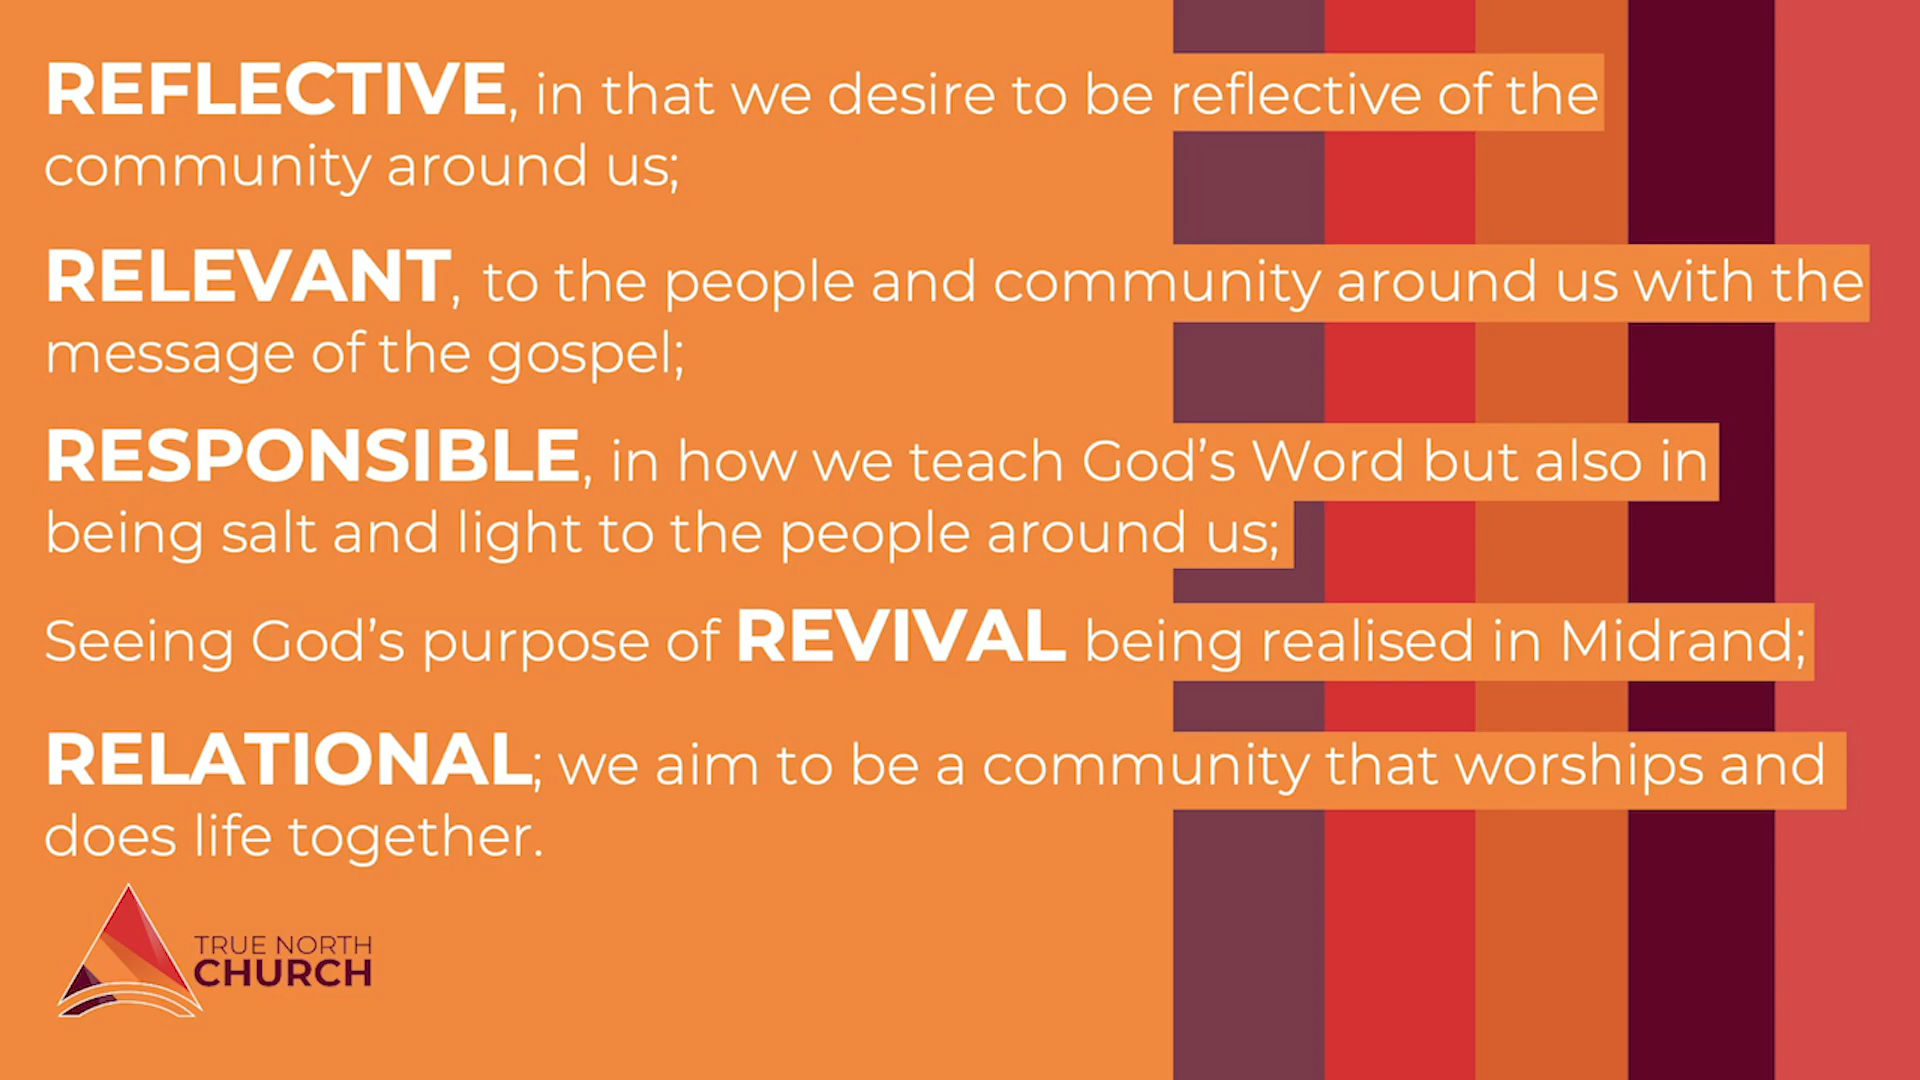 REFLECTIVE, in that we desire to be reflective of the
community around us;
RELEVANT, to the people and community around us with the
message of the gospel;
RESPONSIBLE, in how we teach God’s Word but also in
being salt and light to the people around us;
Seeing God’s purpose of REVIVAL being realised in Midrand;
RELATIONAL; we aim to be a community that worships and
does life together.
TRUE NORTH
CHURCH